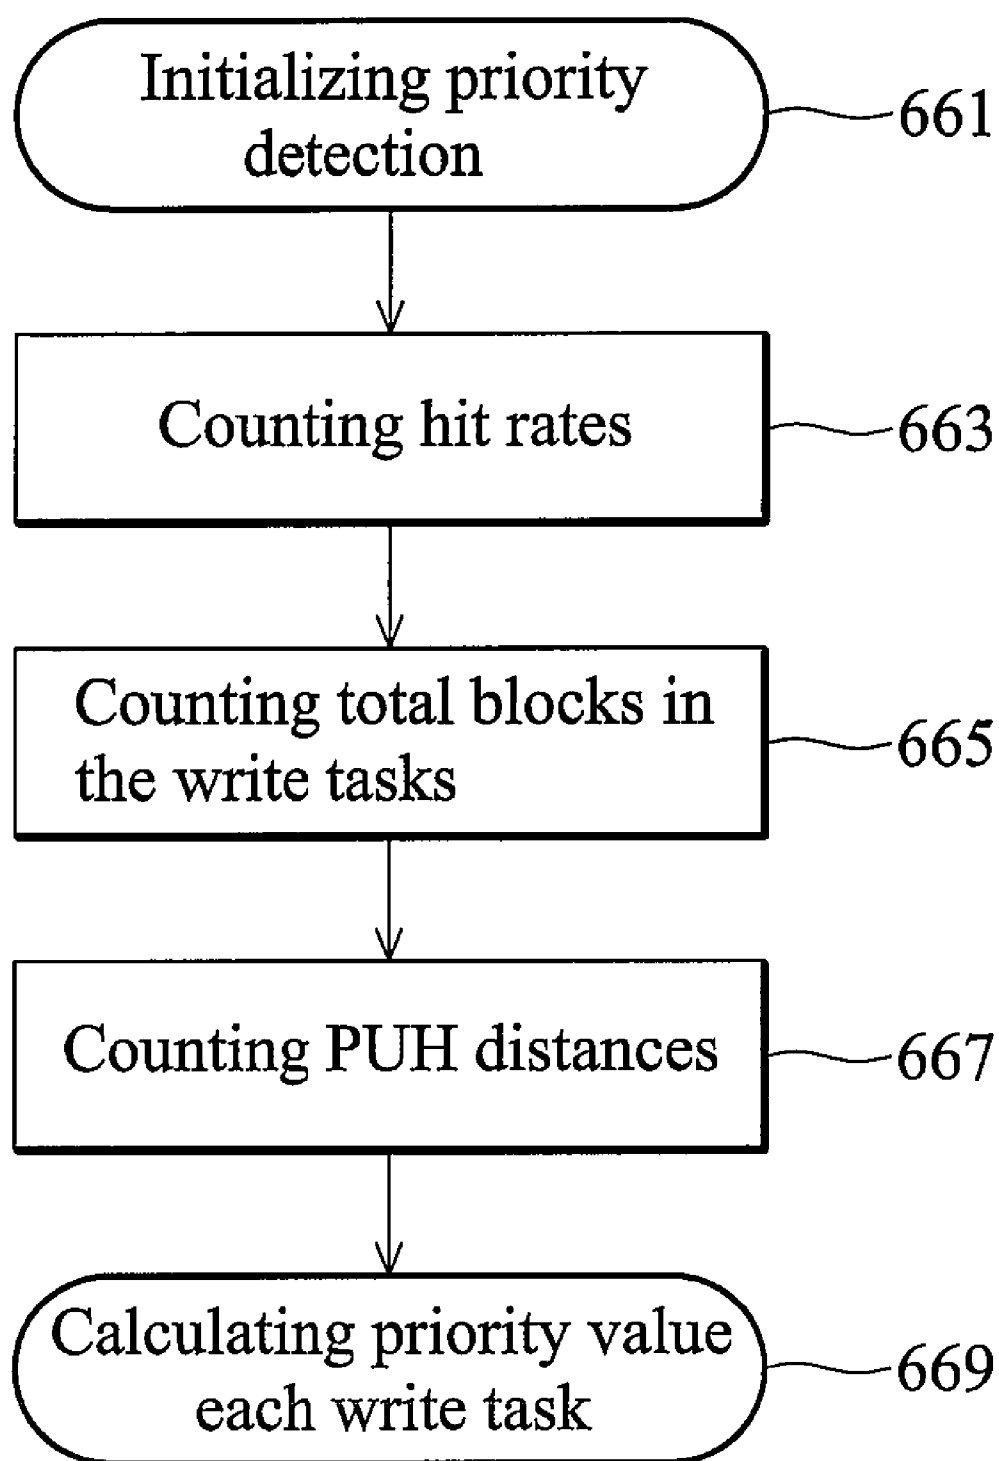 Initializing priority
detection
661
Counting hit rates
663
Counting total blocks in
the write tasks
665
Counting PUH distances
667
Calculating priority value
each write task
669